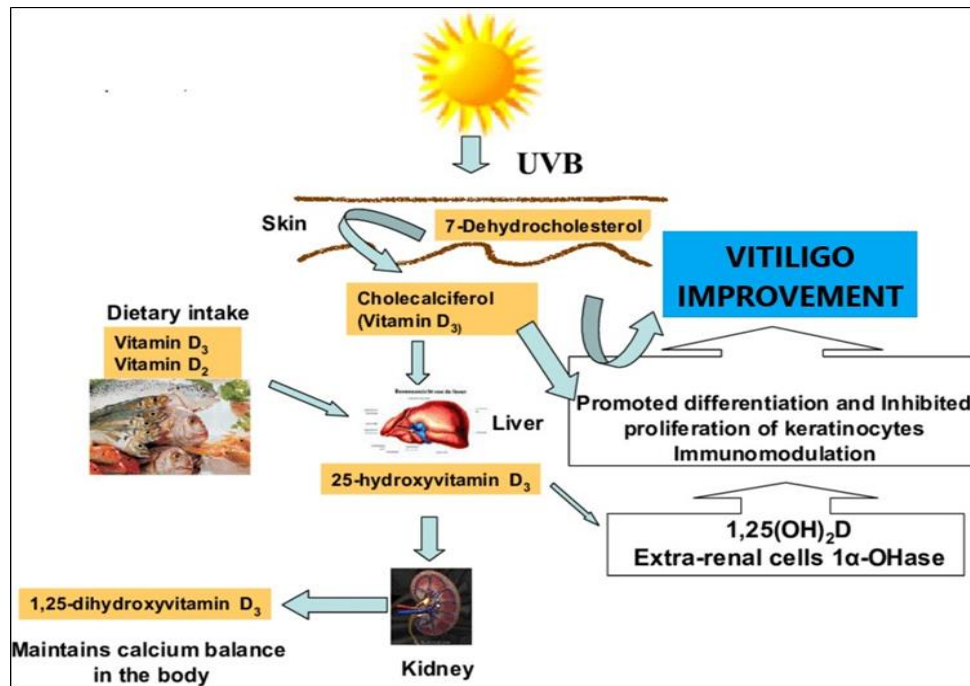 UVB
Skin
7-Dehydrocholesterol
VITILIGO
IMPROVEMENT
Cholecalciferol
(Vitamin D₃)
Dietary intake
Vitamin D₃
Vitamin D₂
Liver
Promoted differentiation and Inhibited
proliferation of keratinocytes
Immunomodulation
25-hydroxyvitamin D₃
1,25(OH)₂D
Extra-renal cells 1α-OHase
1,25-dihydroxyvitamin D₃
Maintains calcium balance
in the body
Kidney